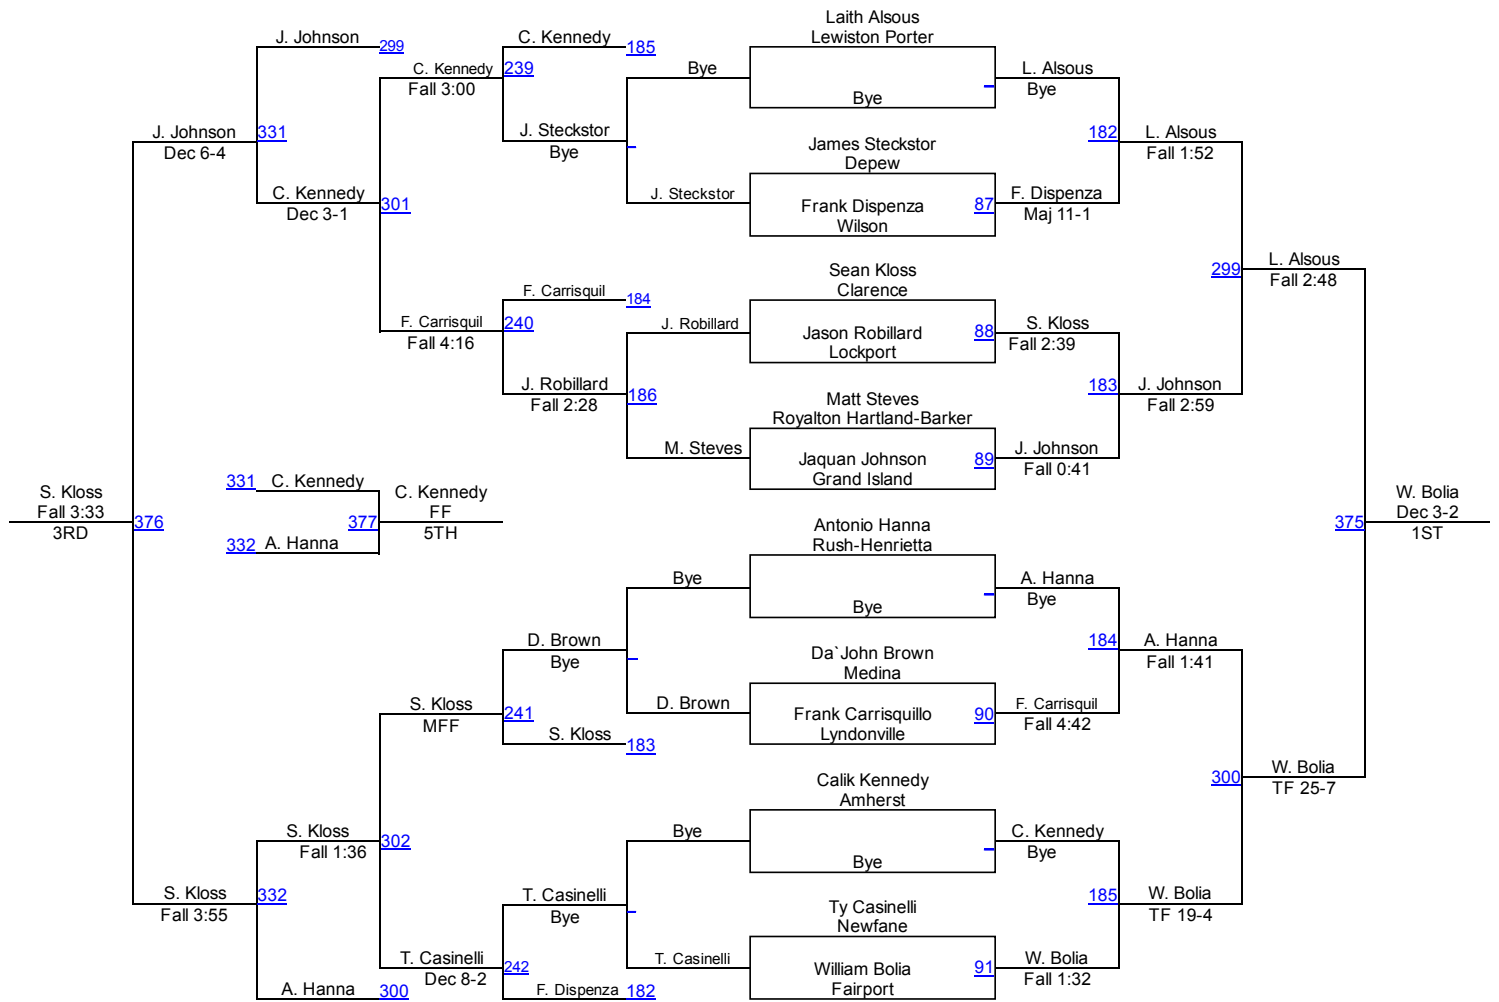 Laith Alsous
Lewiston Porter
J. Johnson
299
C. Kennedy
185
C. Kennedy
239
Bye
L. Alsous
Fall 3:00
Bye
Bye
J. Johnson
331
J. Steckstor
182
L. Alsous
Dec 6-4
Bye
James Steckstor
Depew
Fall 1:52
C. Kennedy
301
J. Steckstor
Frank Dispenza
87
F. Dispenza
Dec 3-1
Wilson
Maj 11-1
Sean Kloss
299
L. Alsous
Clarence
Fall 2:48
F. Carrisquil
184
F. Carrisquil
240
J. Robillard
Jason Robillard
88
S. Kloss
Fall 4:16
Lockport
Fall 2:39
J. Robillard
186
183
J. Johnson
Fall 2:28
Matt Steves
Fall 2:59
Royalton Hartland-Barker
M. Steves
Jaquan Johnson
89
J. Johnson
Grand Island
Fall 0:41
331
C. Kennedy
S. Kloss
C. Kennedy
W. Bolia
Fall 3:33
376
377
FF
375
Dec 3-2
3RD
5TH
1ST
332
A. Hanna
Antonio Hanna
Rush-Henrietta
Bye
A. Hanna
Bye
Bye
D. Brown
184
A. Hanna
Bye
Da`John Brown
Fall 1:41
Medina
S. Kloss
241
D. Brown
Frank Carrisquillo
90
F. Carrisquil
MFF
Lyndonville
Fall 4:42
S. Kloss
183
300
W. Bolia
Calik Kennedy
TF 25-7
Amherst
S. Kloss
302
Bye
C. Kennedy
Fall 1:36
Bye
Bye
S. Kloss
332
T. Casinelli
185
W. Bolia
Fall 3:55
Bye
Ty Casinelli
TF 19-4
Newfane
T. Casinelli
242
T. Casinelli
William Bolia
91
W. Bolia
Dec 8-2
Fairport
Fall 1:32
A. Hanna
300
F. Dispenza
182